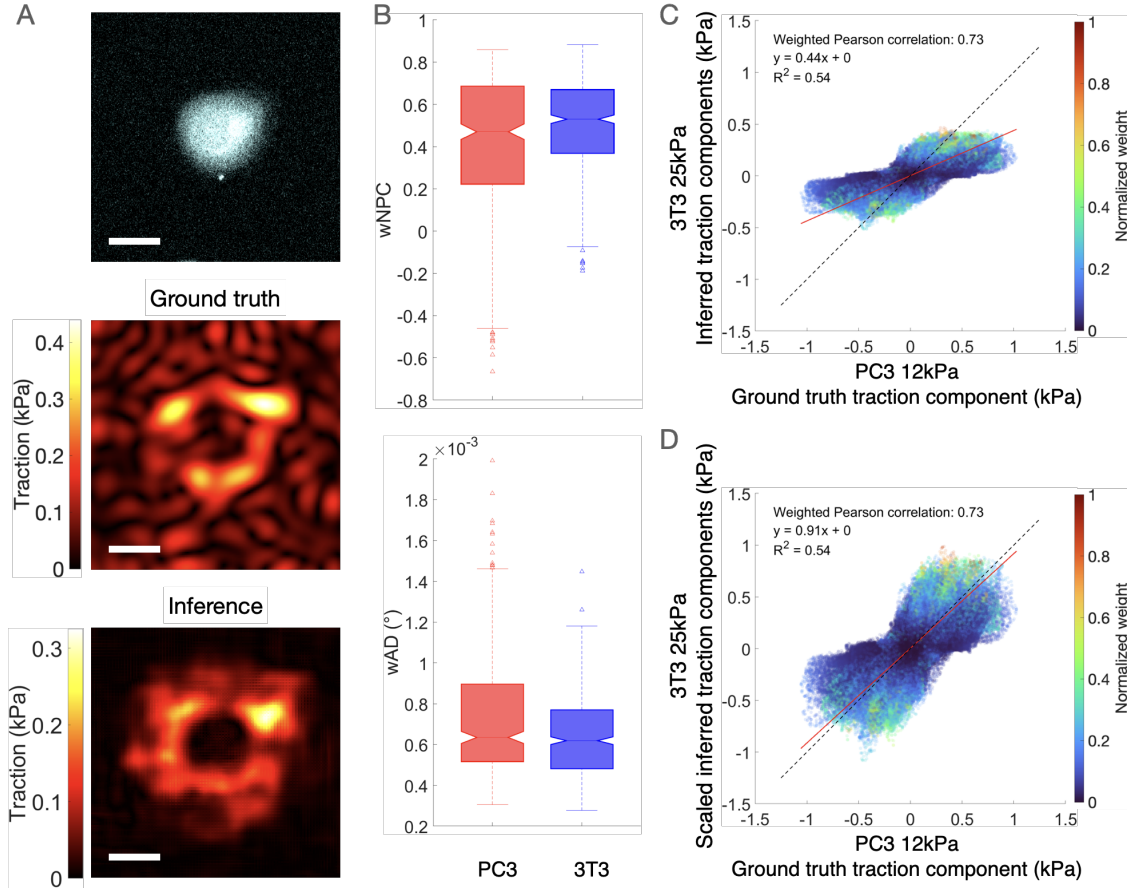 A
Ground truth
Traction (kPa)
0.4
0.3
0.2
0.1
0
Inference
Traction (kPa)
0.3
0.2
0.1
0
B
wNPC
1
0.8
0.6
0.4
0.2
0
-0.2
-0.4
-0.6
-0.8
×10⁻³
wAD (°)
2
1.8
1.6
1.4
1.2
1
0.8
0.6
0.4
0.2
PC3 3T3
C
3T3 25kPa
Inferred traction components (kPa)
1.5
1
0.5
0
-0.5
-1
-1.5
Weighted Pearson correlation: 0.73
y = 0.44x + 0
R² = 0.54
-1.5 -1 -0.5 0 0.5 1 1.5
PC3 12kPa
Ground truth traction component (kPa)
1
0.8
0.6
0.4
0.2
0
Normalized weight
D
3T3 25kPa
Scaled inferred traction components (kPa)
1.5
1
0.5
0
-0.5
-1
-1.5
Weighted Pearson correlation: 0.73
y = 0.91x + 0
R² = 0.54
-1.5 -1 -0.5 0 0.5 1 1.5
PC3 12kPa
Ground truth traction component (kPa)
1
0.8
0.6
0.4
0.2
0
Normalized weight